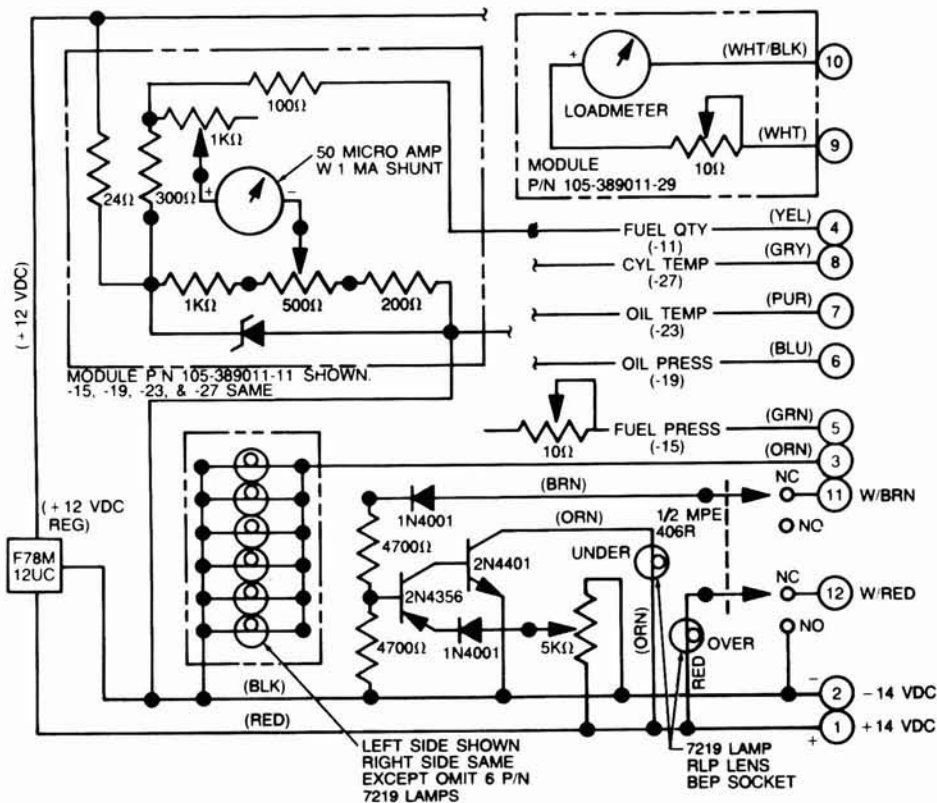 (WHT/BLK)
10
+
LOADMETER
100Ω
(WHT)
9
1KΩ
50 MICRO AMP
W 1 MA SHUNT
10Ω
MODULE
P/N 105-389011-29
+
−
24Ω
300Ω
(YEL)
FUEL QTY
4
(-11)
(GRY)
CYL TEMP
8
(-27)
1KΩ
500Ω
200Ω
(PUR)
OIL TEMP
7
(-23)
(+12 VDC)
(BLU)
OIL PRESS
6
(-19)
MODULE P N 105-389011-11 SHOWN.
-15, -19, -23, & -27 SAME
(GRN)
FUEL PRESS
5
(-15)
10Ω
(ORN)
3
(BRN)
NC
11
W/BRN
1N4001
1/2 MPE
406R
NO
(+12 VDC
REG)
(ORN)
4700Ω
2N4401
UNDER
F78M
12UC
2N4356
NC
12
W/RED
NO
4700Ω
1N4001
5KΩ
(ORN)
RED
OVER
(BLK)
−
2
−14 VDC
(RED)
1
+14 VDC
+
LEFT SIDE SHOWN
RIGHT SIDE SAME
EXCEPT OMIT 6 P/N
7219 LAMPS
7219 LAMP
RLP LENS
BEP SOCKET